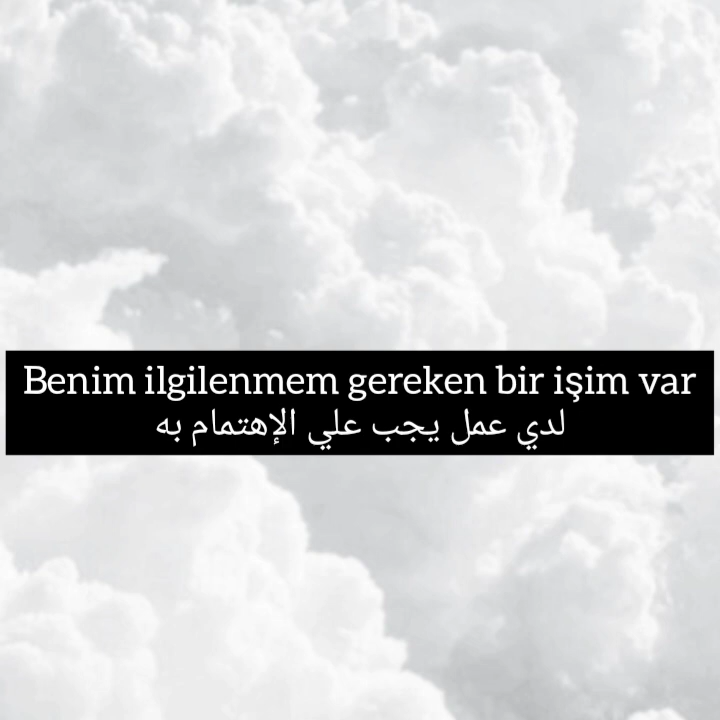 Benim ilgilenmem gereken bir işim var
لدي عمل يجب علي الإهتمام به